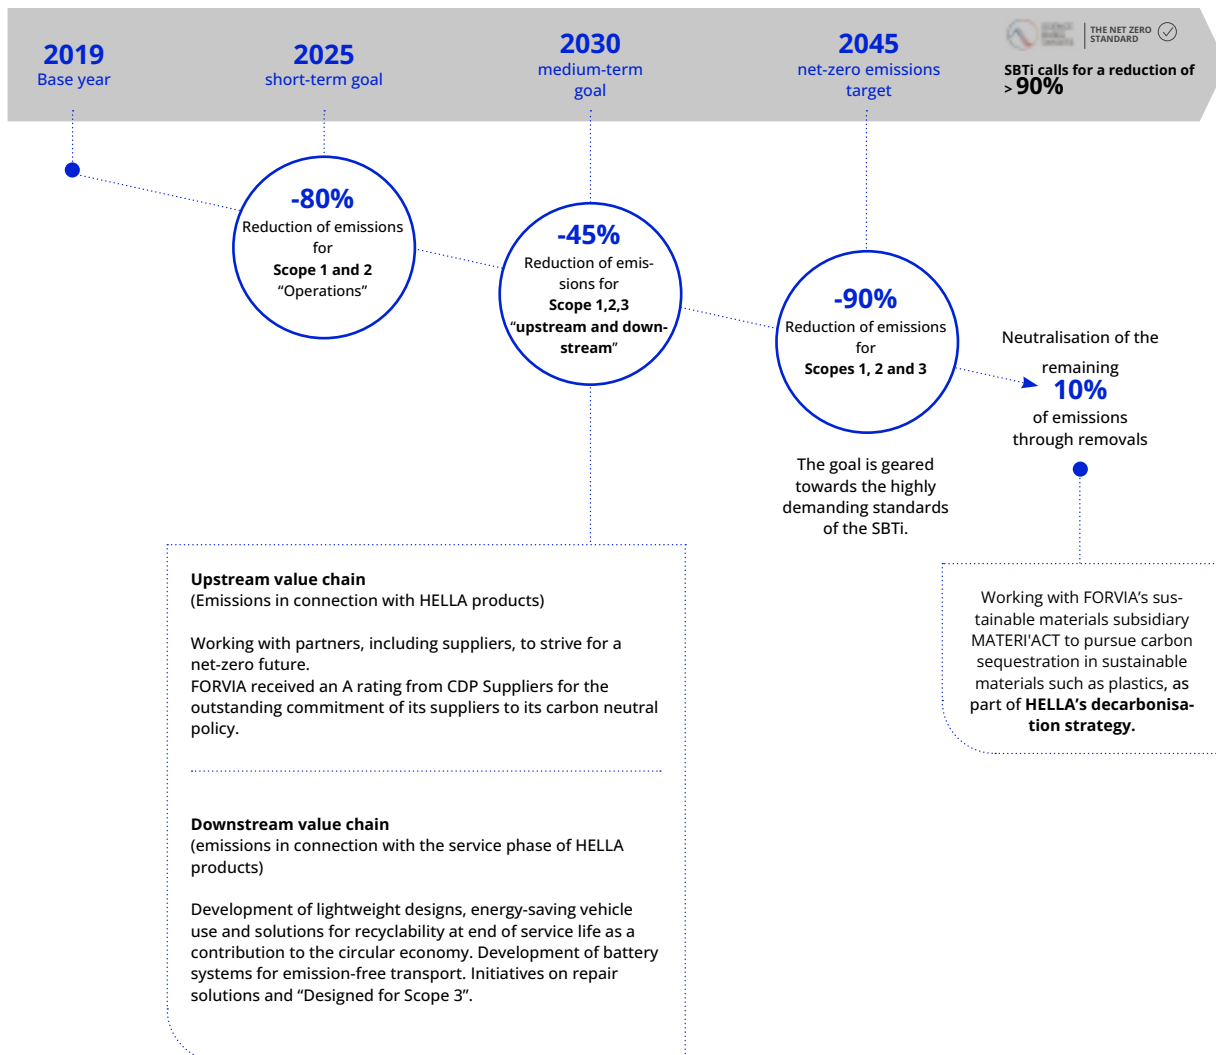 2019
Base year
2025
short-term goal
2030
medium-term
goal
2045
net-zero emissions
target
THE NET ZERO
STANDARD
SBTi calls for a reduction of
> 90%
-80%
Reduction of emissions
for
Scope 1 and 2
“Operations”
-45%
Reduction of emis-
sions for
Scope 1,2,3
“upstream and down-
stream”
-90%
Reduction of emissions
for
Scopes 1, 2 and 3
Neutralisation of the
remaining
10%
of emissions
through removals
The goal is geared
towards the highly
demanding standards
of the SBTi.
Upstream value chain
(Emissions in connection with HELLA products)
Working with partners, including suppliers, to strive for a
net-zero future.
FORVIA received an A rating from CDP Suppliers for the
outstanding commitment of its suppliers to its carbon neutral
policy.
Downstream value chain
(emissions in connection with the service phase of HELLA
products)
Development of lightweight designs, energy-saving vehicle
use and solutions for recyclability at end of service life as a
contribution to the circular economy. Development of battery
systems for emission-free transport. Initiatives on repair
solutions and “Designed for Scope 3”.
Working with FORVIA’s sus-
tainable materials subsidiary
MATERI'ACT to pursue carbon
sequestration in sustainable
materials such as plastics, as
part of HELLA’s decarbonisa-
tion strategy.